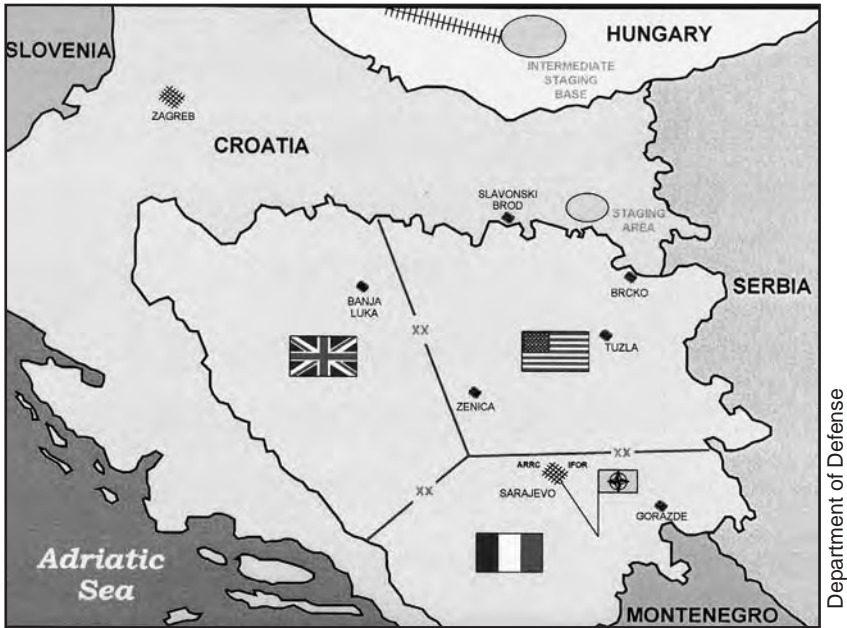 SLOVENIA
HUNGARY
INTERMEDIATE
STAGING
BASE
ZAGREB
CROATIA
SLAVONSKI
BROD
STAGING
AREA
SERBIA
BRCKO
BANJA
LUKA
XX
TUZLA
ZENICA
XX
ARRC
IFOR
SARAJEVO
XX
GORAZDE
Adriatic
Sea
MONTENEGRO
Department of Defense